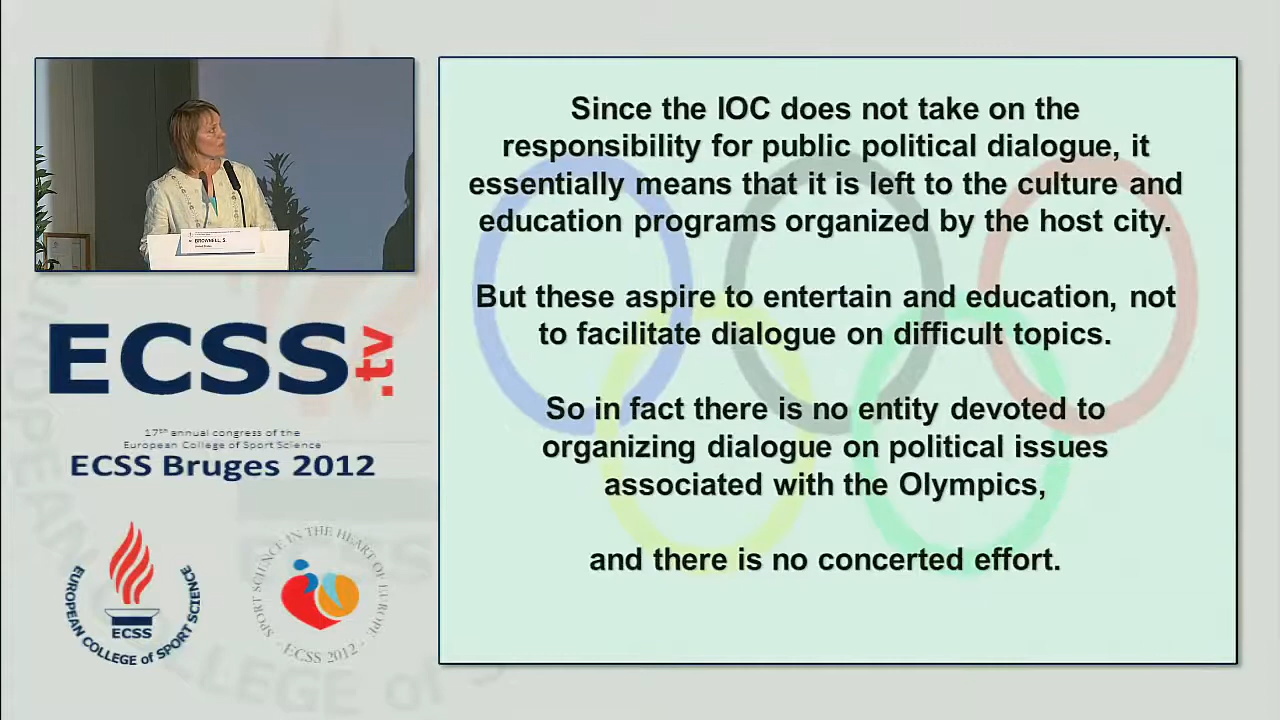 Since the IOC does not take on the
responsibility for public political dialogue, it
essentially means that it is left to the culture and
education programs organized by the host city.
But these aspire to entertain and education, not
to facilitate dialogue on difficult topics.
So in fact there is no entity devoted to
organizing dialogue on political issues
associated with the Olympics,
and there is no concerted effort.
BROWNELL, S.
ECSS.tv
17th annual congress of the
European College of Sport Science
ECSS Bruges 2012
EUROPEAN COLLEGE of SPORT SCIENCE
ECSS
SPORT SCIENCE IN THE HEART OF EUROPE
- ECSS 2012 -